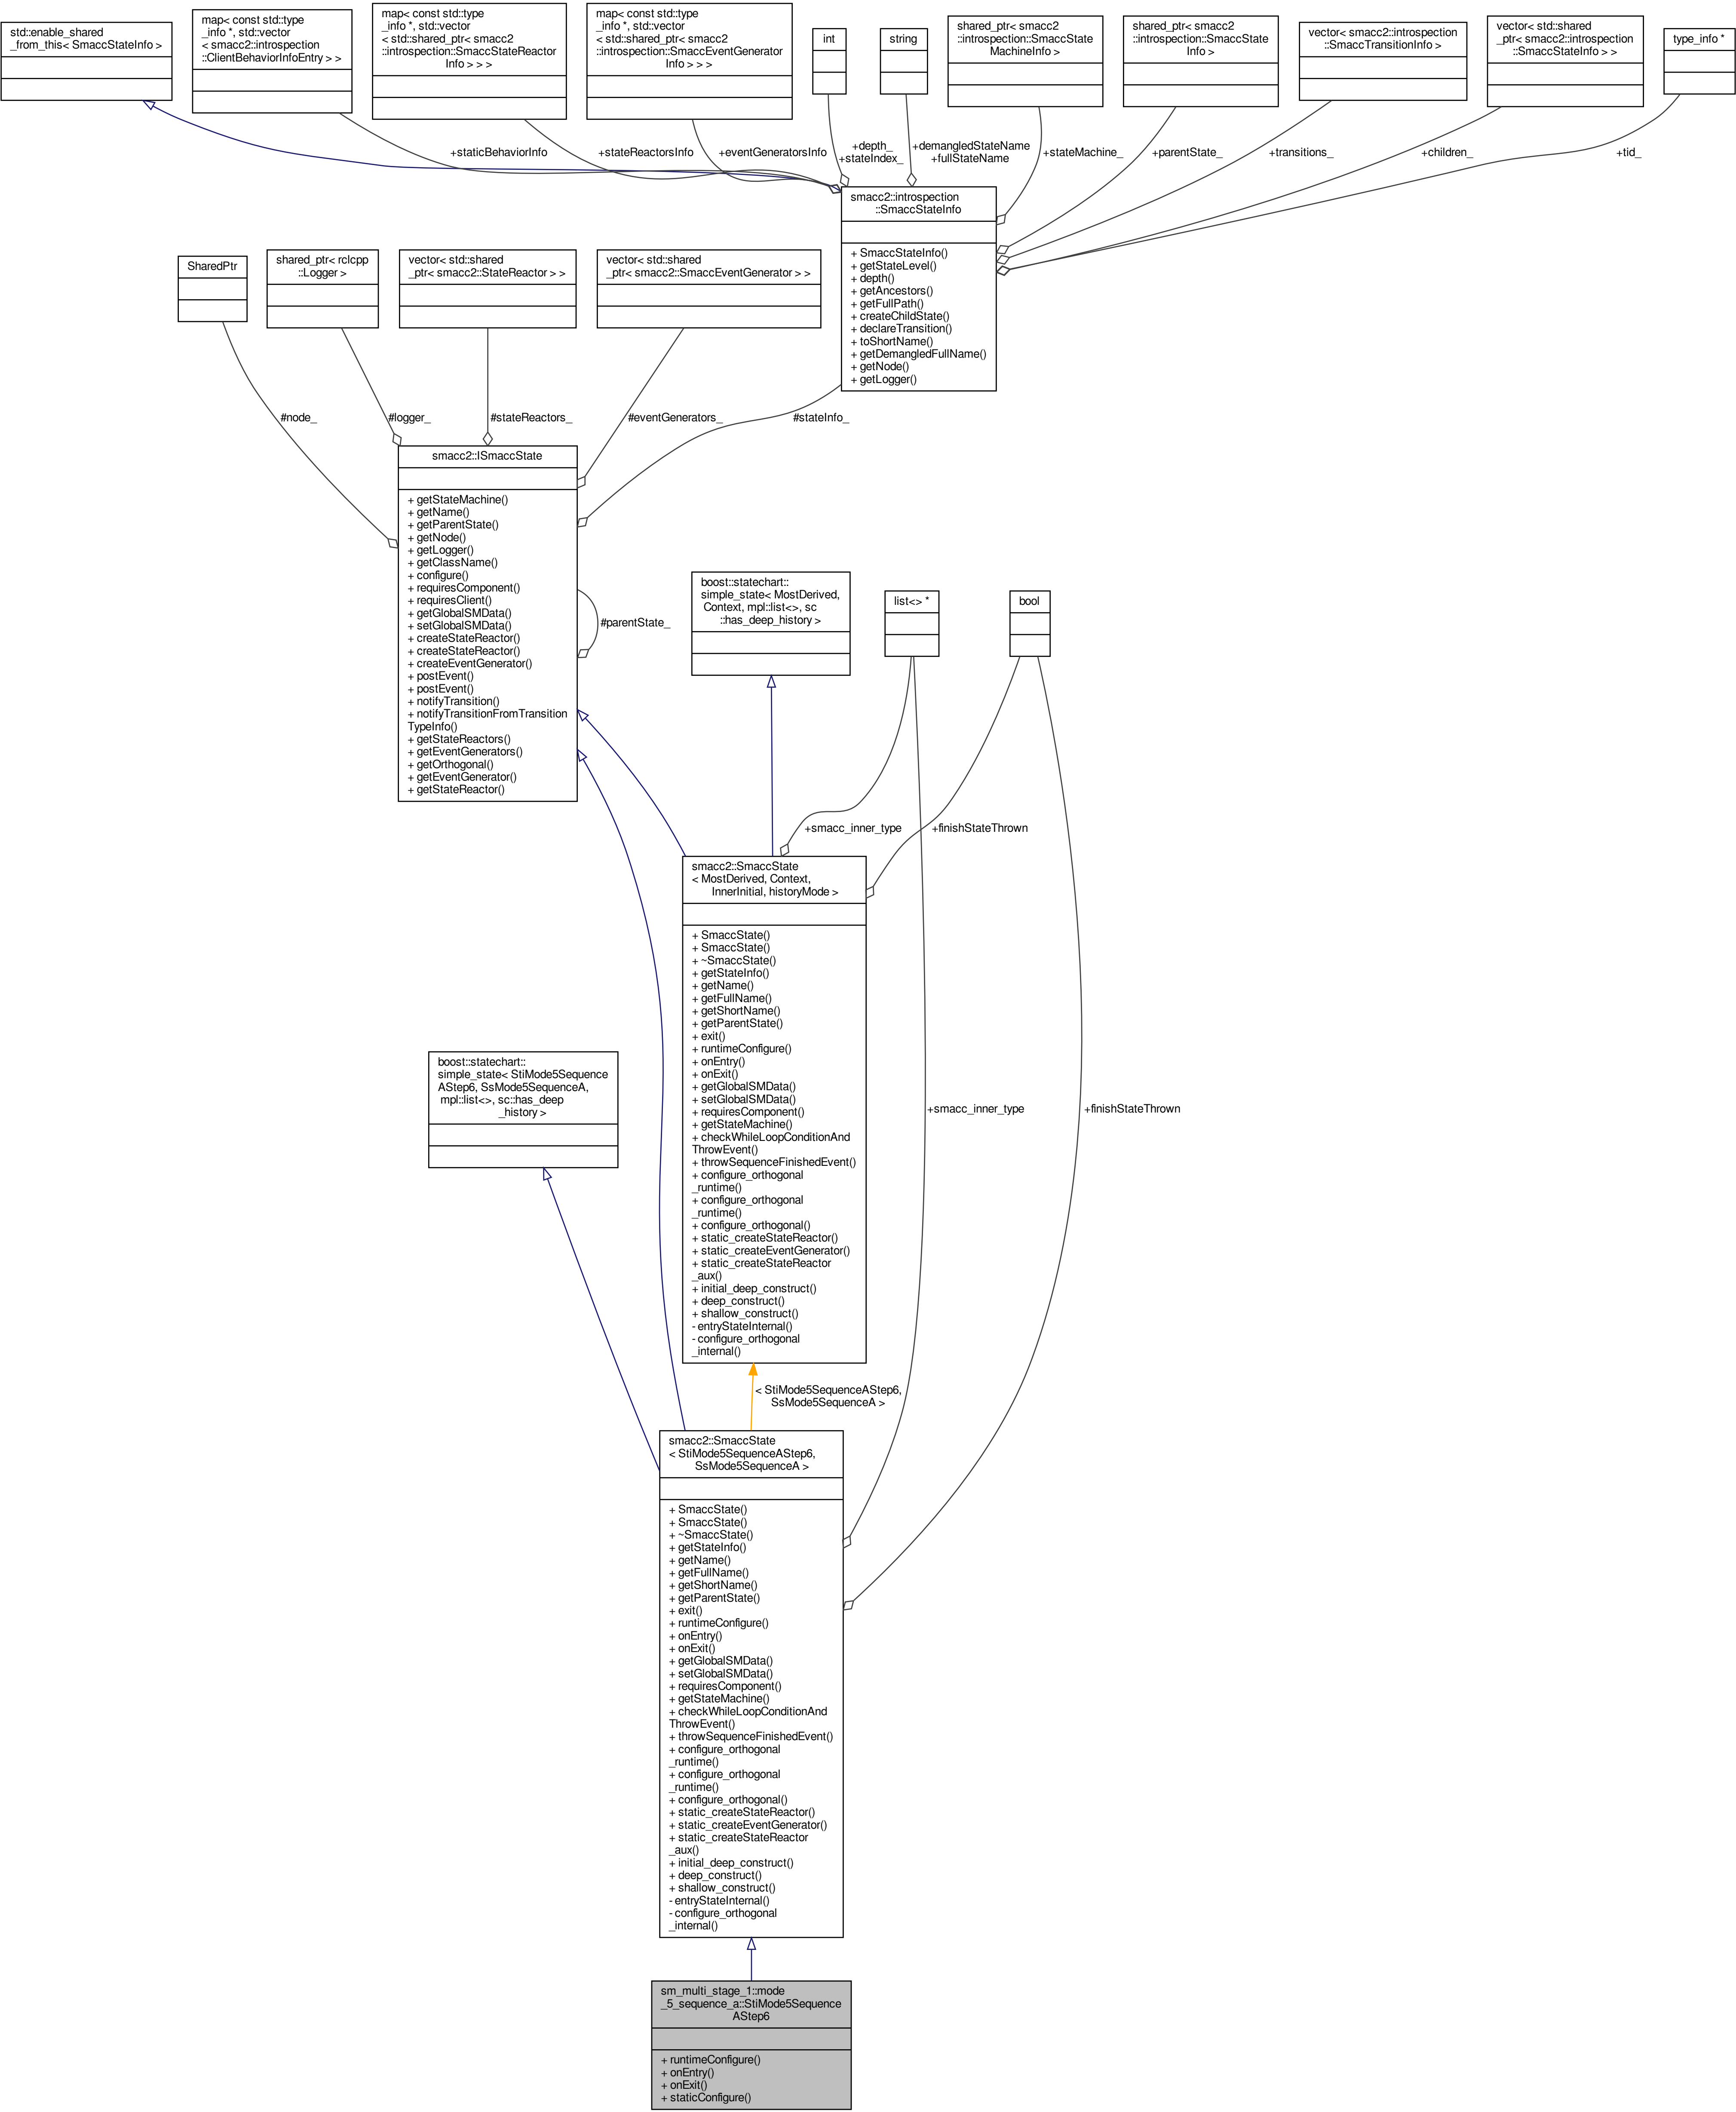 std::enable_shared
_from_this< SmaccStateInfo >
map< const std::type
_info *, std::vector
< smacc2::introspection
::ClientBehaviorInfoEntry > >
map< const std::type
_info *, std::vector
< std::shared_ptr< smacc2
::introspection::SmaccStateReactor
Info > > >
map< const std::type
_info *, std::vector
< std::shared_ptr< smacc2
::introspection::SmaccEventGenerator
Info > > >
int
string
shared_ptr< smacc2
::introspection::SmaccState
MachineInfo >
shared_ptr< smacc2
::introspection::SmaccState
Info >
vector< smacc2::introspection
::SmaccTransitionInfo >
vector< std::shared
_ptr< smacc2::introspection
::SmaccStateInfo > >
type_info *
+staticBehaviorInfo
+stateReactorsInfo
+eventGeneratorsInfo
+depth_
+stateIndex_
+demangledStateName
+fullStateName
+stateMachine_
+parentState_
+transitions_
+children_
+tid_
smacc2::introspection
::SmaccStateInfo
+ SmaccStateInfo()
+ getStateLevel()
+ depth()
+ getAncestors()
+ getFullPath()
+ createChildState()
+ declareTransition()
+ toShortName()
+ getDemangledFullName()
+ getNode()
+ getLogger()
SharedPtr
shared_ptr< rclcpp
::Logger >
vector< std::shared
_ptr< smacc2::StateReactor > >
vector< std::shared
_ptr< smacc2::SmaccEventGenerator > >
#node_
#logger_
#stateReactors_
#eventGenerators_
#stateInfo_
smacc2::ISmaccState
+ getStateMachine()
+ getName()
+ getParentState()
+ getNode()
+ getLogger()
+ getClassName()
+ configure()
+ requiresComponent()
+ requiresClient()
+ getGlobalSMData()
+ setGlobalSMData()
+ createStateReactor()
+ createStateReactor()
+ createEventGenerator()
+ postEvent()
+ postEvent()
+ notifyTransition()
+ notifyTransitionFromTransition
TypeInfo()
+ getStateReactors()
+ getEventGenerators()
+ getOrthogonal()
+ getEventGenerator()
+ getStateReactor()
#parentState_
boost::statechart::
simple_state< MostDerived,
Context, mpl::list<>, sc
::has_deep_history >
list<> *
bool
+smacc_inner_type
+finishStateThrown
smacc2::SmaccState
< MostDerived, Context,
InnerInitial, historyMode >
+ SmaccState()
+ SmaccState()
+ ~SmaccState()
+ getStateInfo()
+ getName()
+ getFullName()
+ getShortName()
+ getParentState()
+ exit()
+ runtimeConfigure()
+ onEntry()
+ onExit()
+ getGlobalSMData()
+ setGlobalSMData()
+ requiresComponent()
+ getStateMachine()
+ checkWhileLoopConditionAnd
ThrowEvent()
+ throwSequenceFinishedEvent()
+ configure_orthogonal
_runtime()
+ configure_orthogonal
_runtime()
+ configure_orthogonal()
+ static_createStateReactor()
+ static_createEventGenerator()
+ static_createStateReactor
_aux()
+ initial_deep_construct()
+ deep_construct()
+ shallow_construct()
- entryStateInternal()
- configure_orthogonal
_internal()
boost::statechart::
simple_state< StiMode5Sequence
AStep6, SsMode5SequenceA,
mpl::list<>, sc::has_deep
_history >
+smacc_inner_type
+finishStateThrown
< StiMode5SequenceAStep6,
SsMode5SequenceA >
smacc2::SmaccState
< StiMode5SequenceAStep6,
SsMode5SequenceA >
+ SmaccState()
+ SmaccState()
+ ~SmaccState()
+ getStateInfo()
+ getName()
+ getFullName()
+ getShortName()
+ getParentState()
+ exit()
+ runtimeConfigure()
+ onEntry()
+ onExit()
+ getGlobalSMData()
+ setGlobalSMData()
+ requiresComponent()
+ getStateMachine()
+ checkWhileLoopConditionAnd
ThrowEvent()
+ throwSequenceFinishedEvent()
+ configure_orthogonal
_runtime()
+ configure_orthogonal
_runtime()
+ configure_orthogonal()
+ static_createStateReactor()
+ static_createEventGenerator()
+ static_createStateReactor
_aux()
+ initial_deep_construct()
+ deep_construct()
+ shallow_construct()
- entryStateInternal()
- configure_orthogonal
_internal()
sm_multi_stage_1::mode
_5_sequence_a::StiMode5Sequence
AStep6
+ runtimeConfigure()
+ onEntry()
+ onExit()
+ staticConfigure()